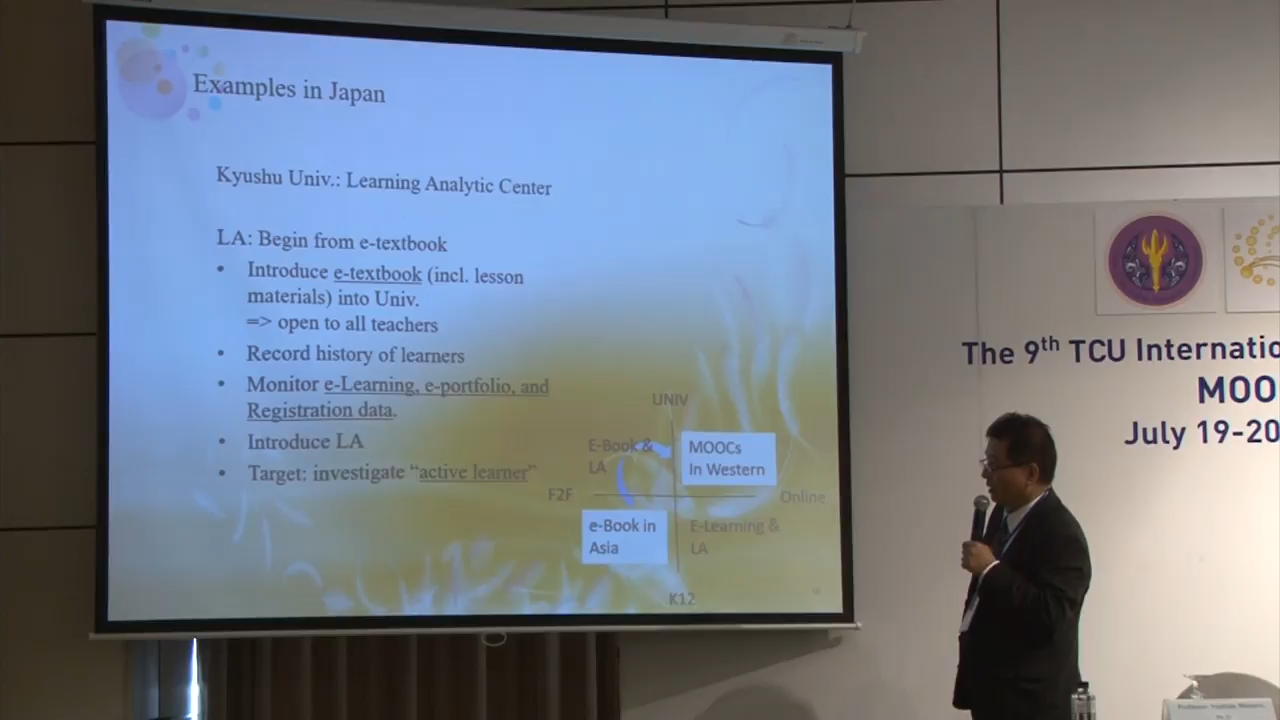 Examples in Japan
Kyushu Univ.: Learning Analytic Center
LA: Begin from e-textbook
• Introduce e-textbook (incl. lesson
materials) into Univ.
=> open to all teachers
• Record history of learners
• Monitor e-Learning, e-portfolio, and
Registration data.
• Introduce LA
• Target: investigate “active learner”
UNIV
E-Book &
LA
MOOCs
In Western
F2F
Online
e-Book in
Asia
E-Learning &
LA
K12
The 9th TCU Internatio
MOO
July 19-20